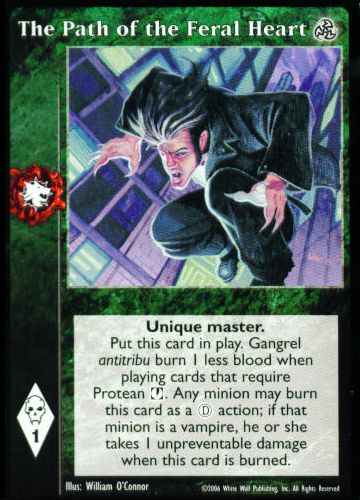 The Path of the Feral Heart
Unique master.
Put this card in play. Gangrel
antitribu burn 1 less blood when
playing cards that require
Protean . Any minion may burn
this card as a Ⓓ action; if that
minion is a vampire, he or she
takes 1 unpreventable damage
when this card is burned.
1
Illus: William O'Connor
©2006 White Wolf Publishing, Inc. All Rights Reserved